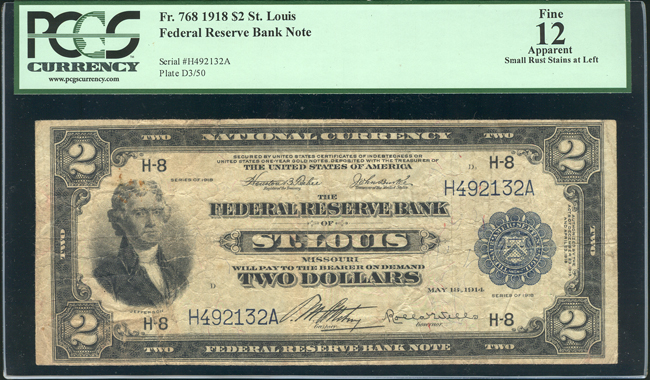 PCGS
CURRENCY
www.pcgscurrency.com
Fr. 768 1918 $2 St. Louis
Federal Reserve Bank Note
Serial #H492132A
Plate D3/50
Fine
12
Apparent
Small Rust Stains at Left
TWO NATIONAL CURRENCY TWO
2
2
H-8
SERIES OF 1918
SECURED BY UNITED STATES CERTIFICATES OF INDEBTEDNESS OR
UNITED STATES ONE-YEAR GOLD NOTES, DEPOSITED WITH THE TREASURER OF
THE UNITED STATES OF AMERICA
D
H-8
H492132A
THE
FEDERAL RESERVE BANK
OF
ST. LOUIS
MISSOURI
WILL PAY TO THE BEARER ON DEMAND
TWO DOLLARS
TWO
TWO
D
MAY 18, 1914.
SERIES OF 1918
JEFFERSON
H-8
H492132A
Cashier
Governor
H-8
2
2
TWO FEDERAL RESERVE BANK NOTE TWO